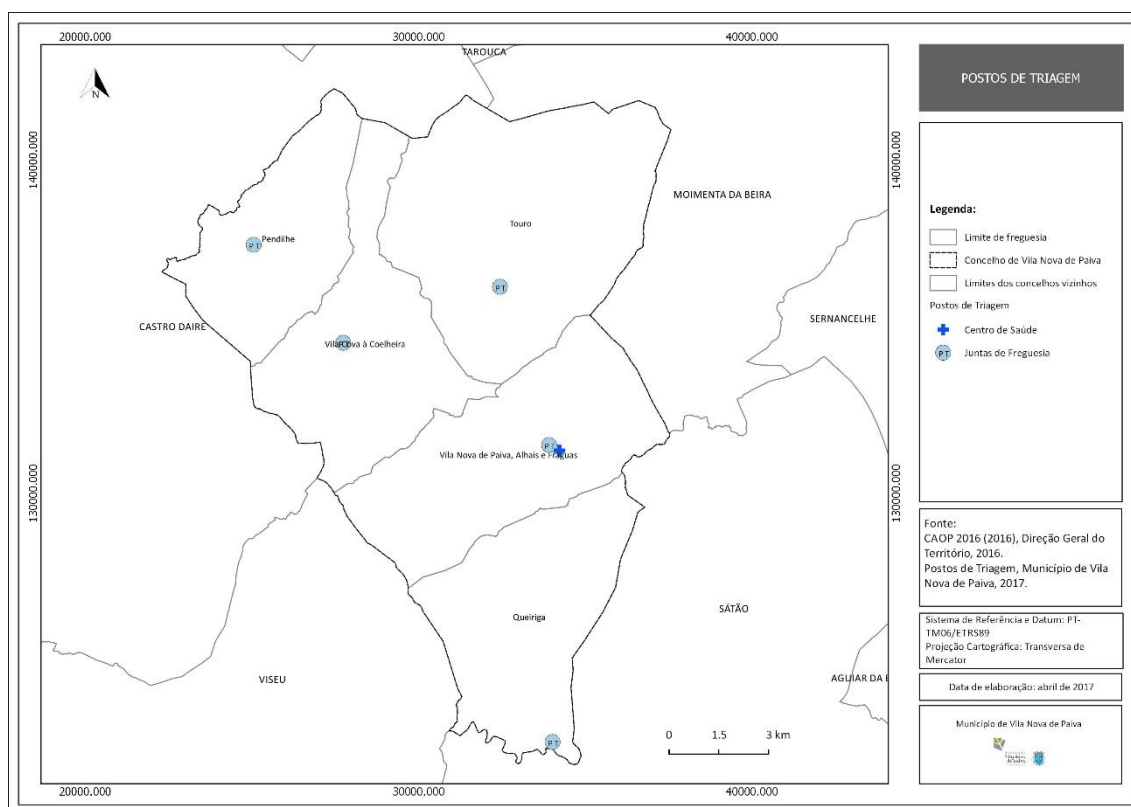 20000.000
30000.000
40000.000
TAROUCA
N
140000.000
140000.000
MOIMENTA DA BEIRA
Touro
Pendilhe
PT
PT
CASTRO DAIRE
SERNANCELHE
Vila Cova à Coelheira
PT
Vila Nova de Paiva, Alhais e Fráguas
130000.000
130000.000
Queiriga
SÁTÃO
VISEU
AGUIAR DA B
PT
0 1.5 3 km
20000.000
30000.000
40000.000
POSTOS DE TRIAGEM
Legenda:
Limite de freguesia
Concelho de Vila Nova de Paiva
Limites dos concelhos vizinhos
Postos de Triagem
Centro de Saúde
PT Juntas de Freguesia
Fonte:
CAOP 2016 (2016), Direção Geral do
Território, 2016.
Postos de Triagem, Município de Vila
Nova de Paiva, 2017.
Sistema de Referência e Datum: PT-
TM06/ETRS89
Projeção Cartográfica: Transversa de
Mercator
Data de elaboração: abril de 2017
Município de Vila Nova de Paiva